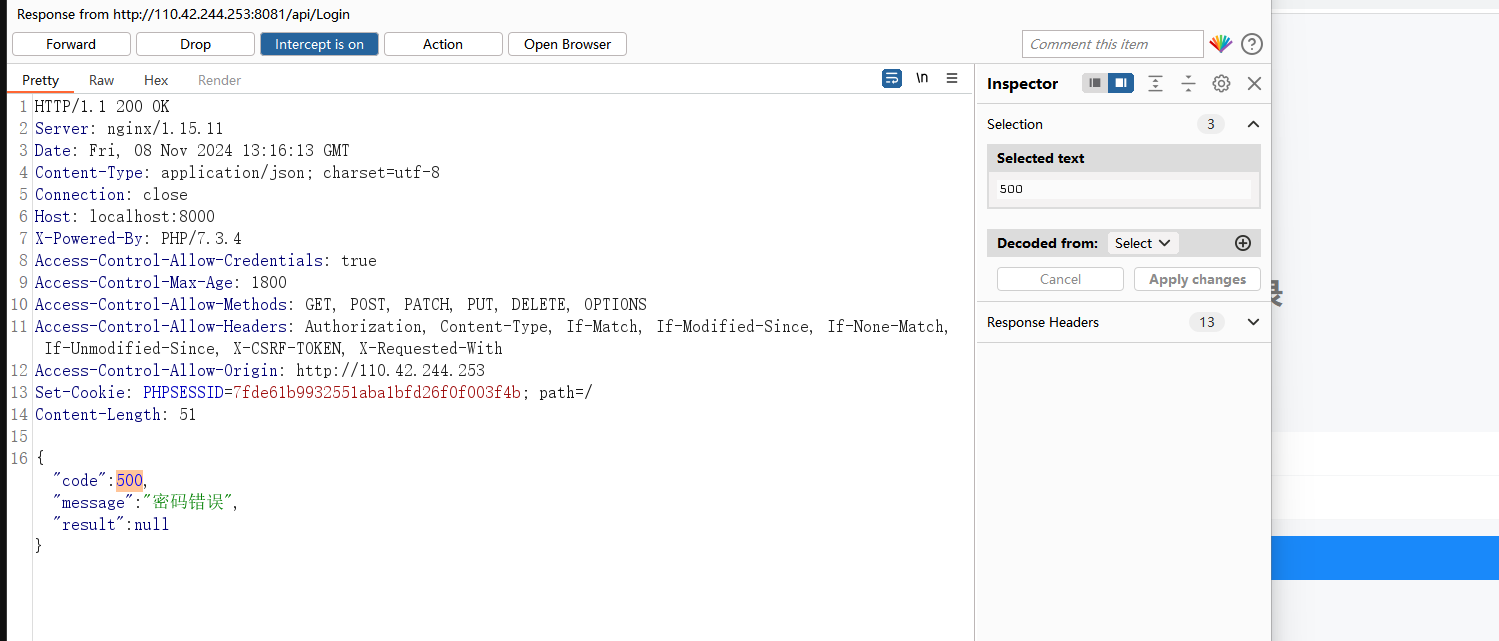 Response from http://110.42.244.253:8081/api/Login
Forward Drop Intercept is on Action Open Browser Comment this item ?
Pretty Raw Hex Render \n
Inspector
1 HTTP/1.1 200 OK
2 Server: nginx/1.15.11
3 Date: Fri, 08 Nov 2024 13:16:13 GMT
4 Content-Type: application/json; charset=utf-8
5 Connection: close
6 Host: localhost:8000
7 X-Powered-By: PHP/7.3.4
8 Access-Control-Allow-Credentials: true
9 Access-Control-Max-Age: 1800
10 Access-Control-Allow-Methods: GET, POST, PATCH, PUT, DELETE, OPTIONS
11 Access-Control-Allow-Headers: Authorization, Content-Type, If-Match, If-Modified-Since, If-None-Match,
If-Unmodified-Since, X-CSRF-TOKEN, X-Requested-With
12 Access-Control-Allow-Origin: http://110.42.244.253
13 Set-Cookie: PHPSESSID=7fde61b9932551aba1bfd26f0f003f4b; path=/
14 Content-Length: 51
15
16 {
"code":500,
"message":"密码错误",
"result":null
}
Selection 3
Selected text
500
Decoded from: Select
Cancel Apply changes
Response Headers 13